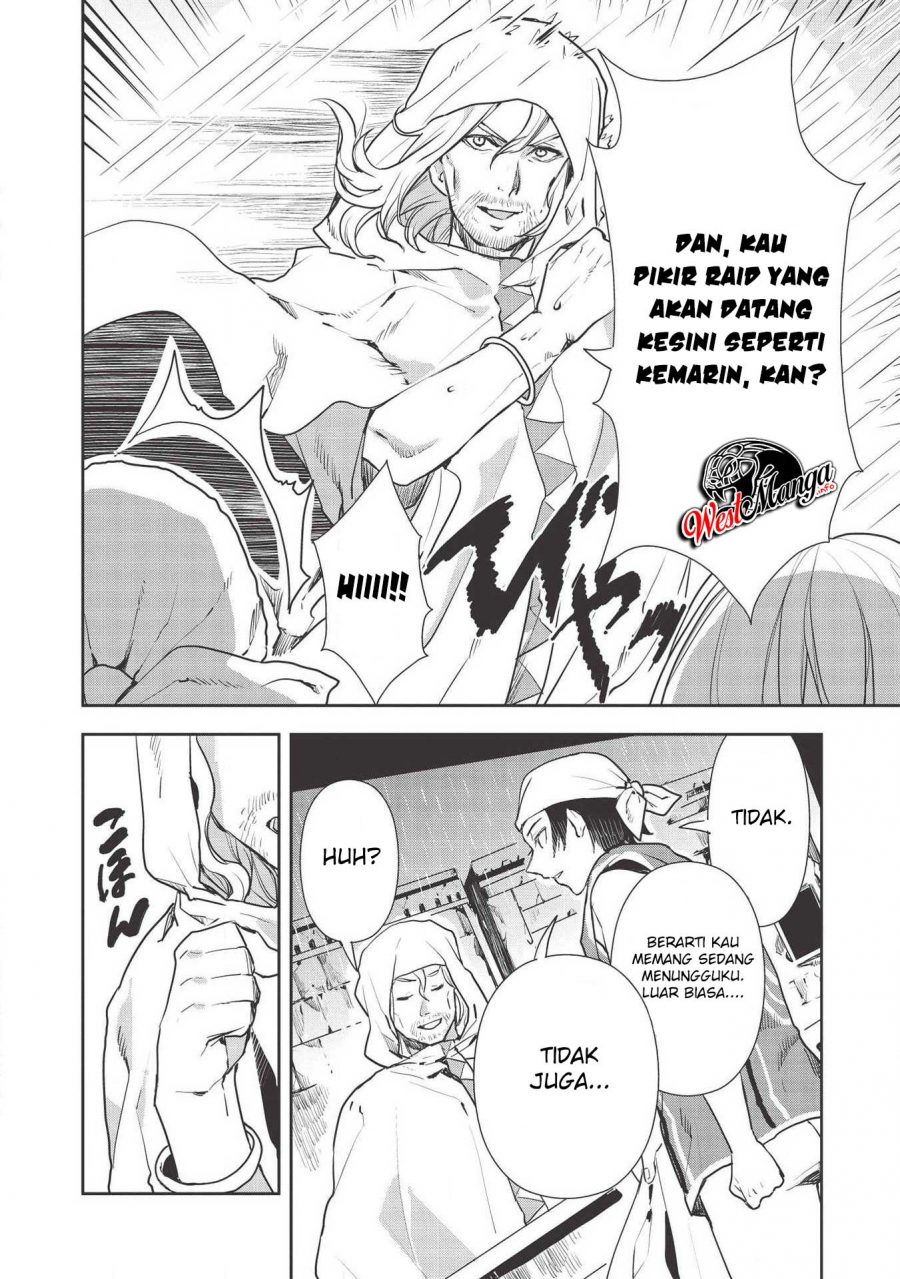 DAN, KAU
PIKIR RAID YANG
AKAN DATANG
KESINI SEPERTI
KEMARIN, KAN?
WestManga
.info
HIIII!!
びゃ
TIDAK.
BERARTI KAU
MEMANG SEDANG
MENUNGGUKU.
LUAR BIASA....
HUH?
TIDAK
JUGA...
こほん